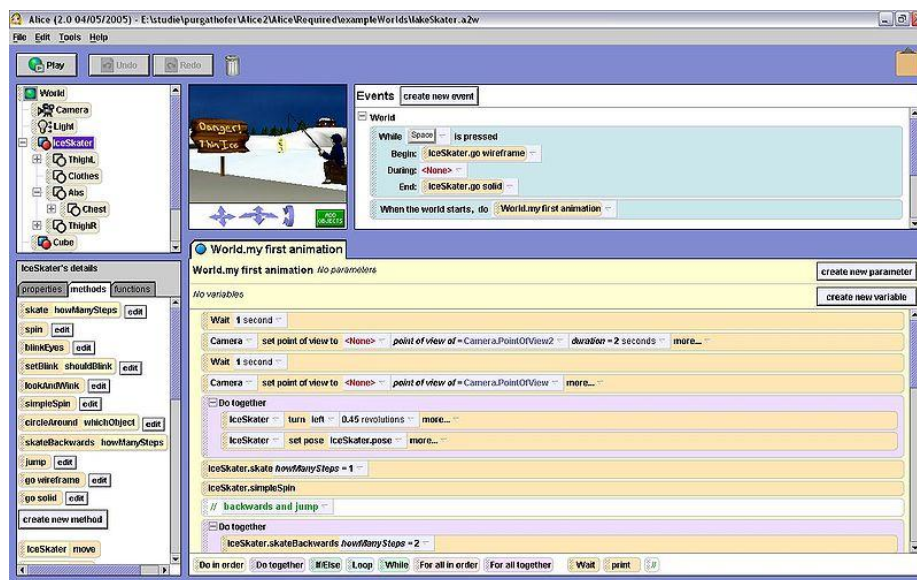 Alice (2.0 04/05/2005) - E:\studie\purgathofer\Alice2\Alice\Required\exampleWorlds\lakeSkater.a2w
File Edit Tools Help
Play Undo Redo
World
Camera
Light
IceSkater
ThighL
Clothes
Abs
Chest
ThighR
Cube
Danger!
Thin Ice
ADD OBJECTS
Events create new event
World
While Space is pressed
Begin: IceSkater.go wireframe
During: <None>
End: IceSkater.go solid
When the world starts, do World.my first animation
IceSkater's details
properties methods functions
skate howManySteps edit
spin edit
blinkEyes edit
setBlink shouldBlink edit
lookAndWink edit
simpleSpin edit
circleAround whichObject edit
skateBackwards howManySteps
jump edit
go wireframe edit
go solid edit
create new method
IceSkater move
World.my first animation
World.my first animation No parameters create new parameter
No variables create new variable
Wait 1 second
Camera set point of view to <None> point of view of = Camera.PointOfView2 duration = 2 seconds more...
Wait 1 second
Camera set point of view to <None> point of view of = Camera.PointOfView more...
Do together
IceSkater turn left 0.45 revolutions more...
IceSkater set pose IceSkater.pose more...
IceSkater.skate howManySteps = 1
IceSkater.simpleSpin
// backwards and jump
Do together
IceSkater.skateBackwards howManySteps = 2
Do in order Do together If/Else Loop While For all in order For all together Wait print //